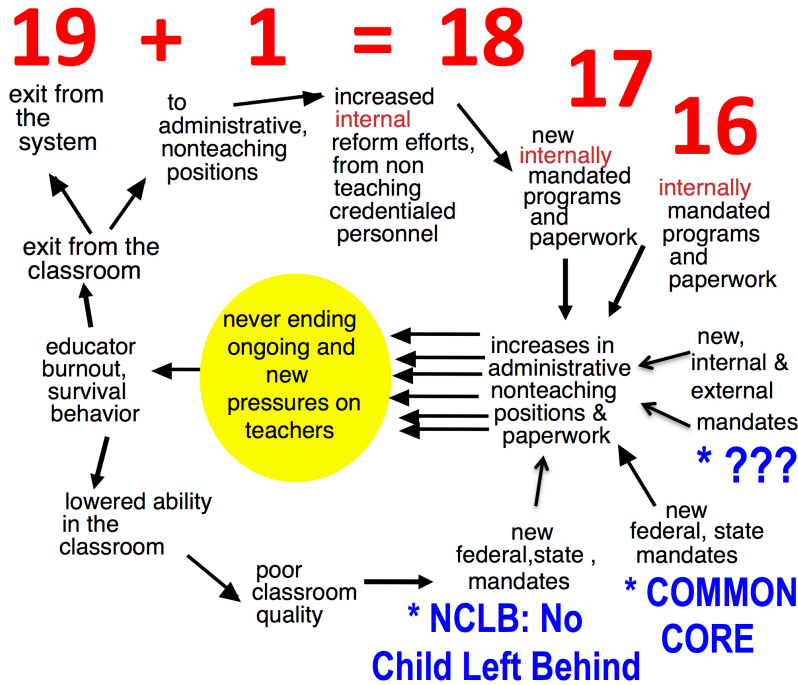 19 + 1 = 18
17
16
exit from
the
system
to
administrative,
nonteaching
positions
increased
internal
reform efforts,
from non
teaching
credentialed
personnel
new
internally
mandated
programs
and
paperwork
internally
mandated
programs
and
paperwork
exit from the
classroom
educator
burnout,
survival
behavior
never ending
ongoing and
new
pressures on
teachers
increases in
administrative
nonteaching
positions &
paperwork
new,
internal &
external
mandates
* ???
lowered ability
in the
classroom
poor
classroom
quality
new
federal,state ,
mandates
* NCLB: No
Child Left Behind
new
federal, state
mandates
* COMMON
CORE